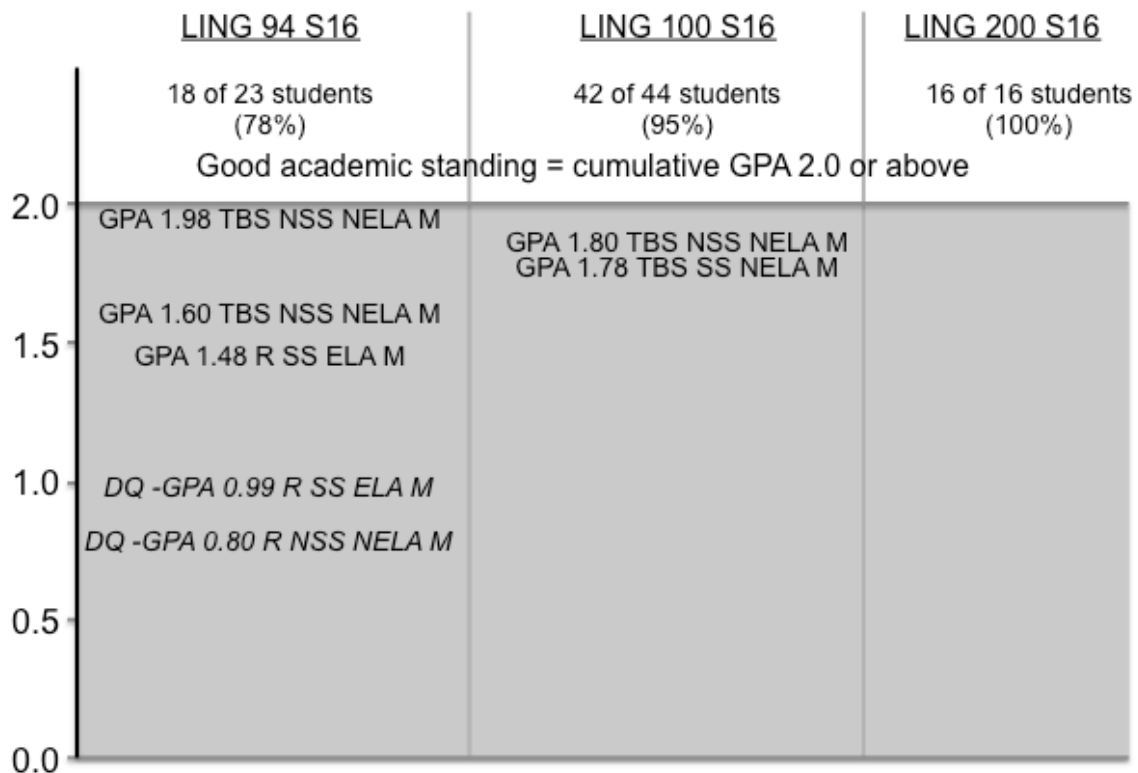 LING 94 S16
LING 100 S16
LING 200 S16
18 of 23 students
(78%)
42 of 44 students
(95%)
16 of 16 students
(100%)
Good academic standing = cumulative GPA 2.0 or above
2.0
GPA 1.98 TBS NSS NELA M
GPA 1.80 TBS NSS NELA M
GPA 1.78 TBS SS NELA M
GPA 1.60 TBS NSS NELA M
1.5
GPA 1.48 R SS ELA M
1.0
DQ -GPA 0.99 R SS ELA M
DQ -GPA 0.80 R NSS NELA M
0.5
0.0